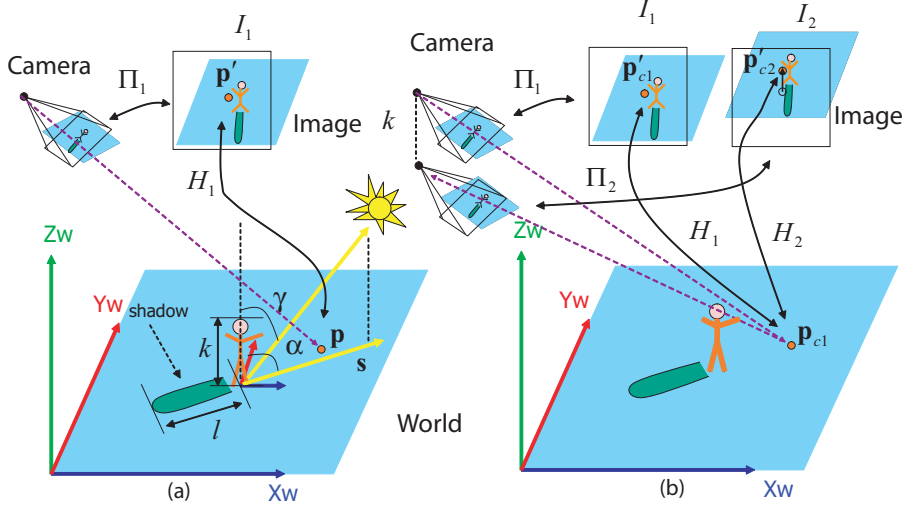 I₁
Camera
Π₁
p′
Image
H₁
Zw
Yw
shadow
γ
k
α
p
s
l
World
Xw
(a)
I₁
I₂
Camera
Π₁
p′c1
p′c2
Image
k
Π₂
H₁
H₂
Zw
Yw
pc1
Xw
(b)